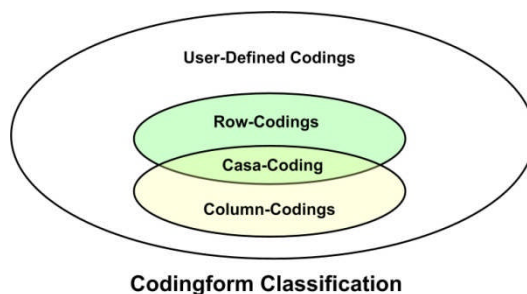 User-Defined Codings
Row-Codings
Casa-Coding
Column-Codings
Codingform Classification